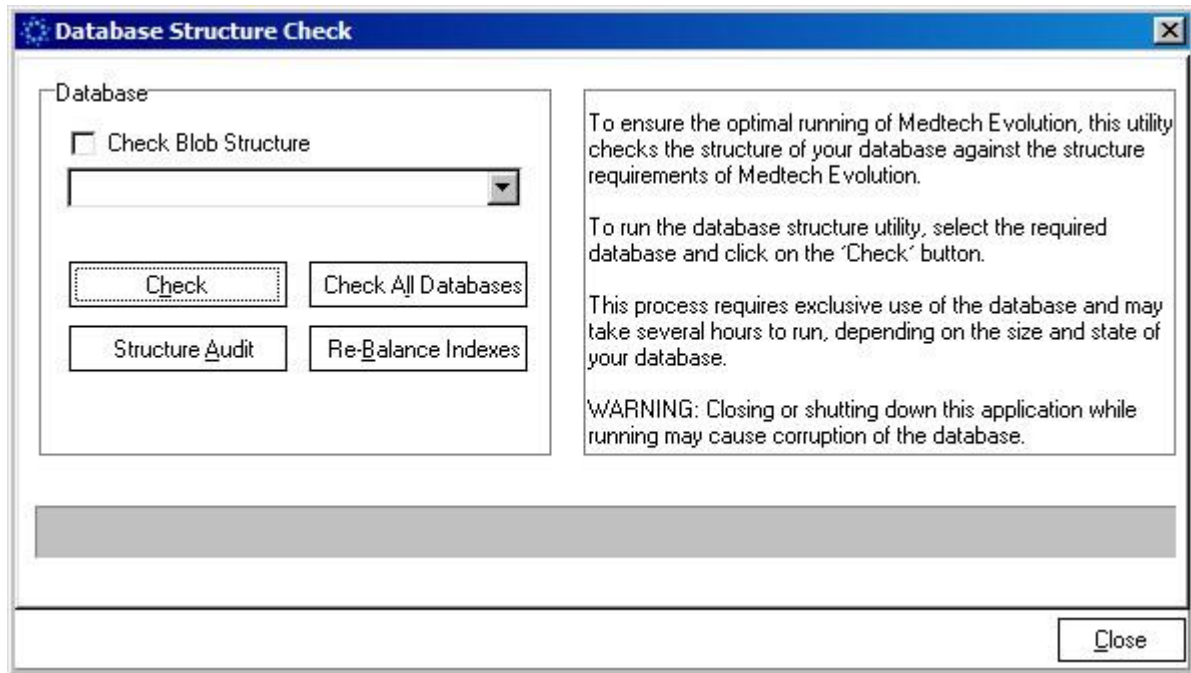 Database Structure Check
Database
Check Blob Structure
Check
Check All Databases
Structure Audit
Re-Balance Indexes
To ensure the optimal running of Medtech Evolution, this utility
checks the structure of your database against the structure
requirements of Medtech Evolution.
To run the database structure utility, select the required
database and click on the ´Check´ button.
This process requires exclusive use of the database and may
take several hours to run, depending on the size and state of
your database.
WARNING: Closing or shutting down this application while
running may cause corruption of the database.
Close